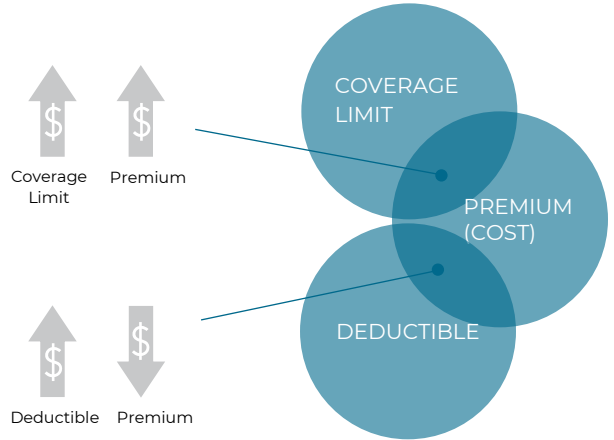 $ $
Coverage
Limit
Premium
COVERAGE
LIMIT
PREMIUM
(COST)
$ $
Deductible Premium
DEDUCTIBLE